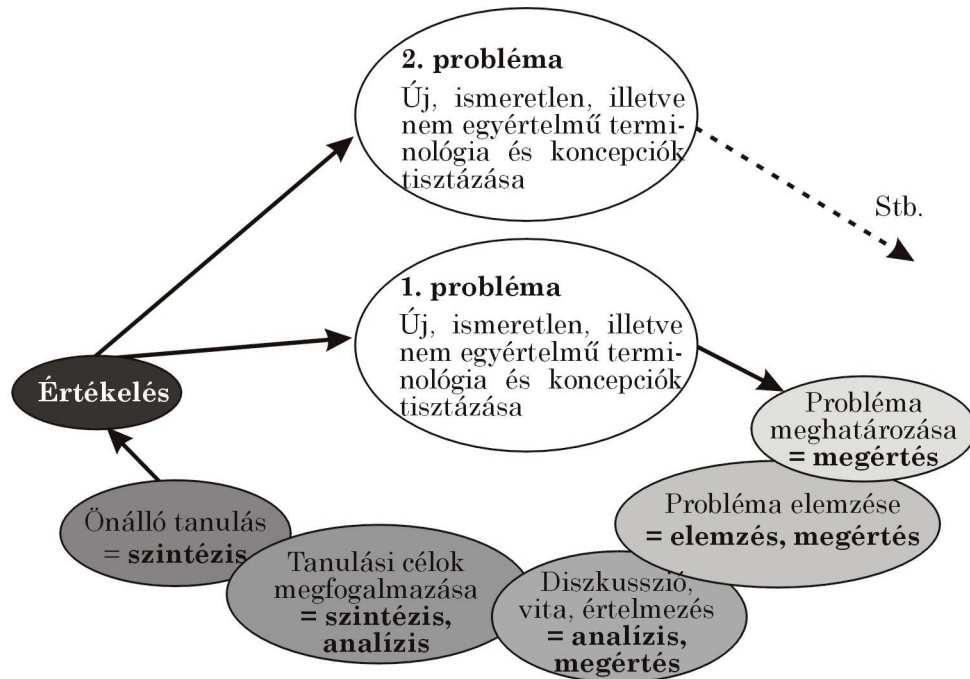 2. probléma
Új, ismeretlen, illetve
nem egyértelmű termi-
nológia és koncepciók
tisztázása
Stb.
1. probléma
Új, ismeretlen, illetve
nem egyértelmű termi-
nológia és koncepciók
tisztázása
Értékelés
Probléma
meghatározása
= megértés
Probléma elemzése
= elemzés, megértés
Diszkusszió,
vita, értelmezés
= analízis,
megértés
Tanulási célok
megfogalmazása
= szintézis,
analízis
Önálló tanulás
= szintézis